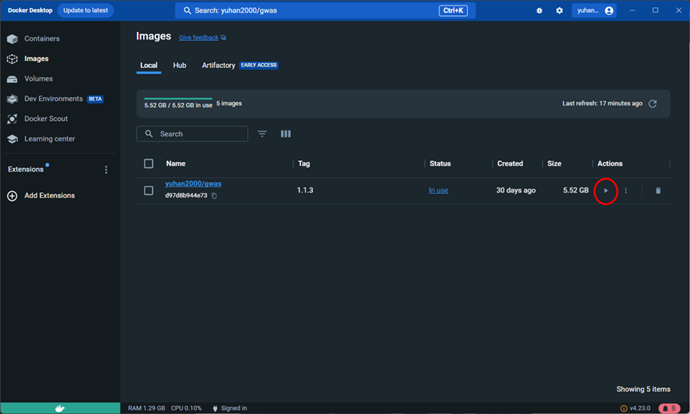 Docker Desktop Update to latest Search: yuhan2000/gwas Ctrl+K yuhan...
Containers
Images
Volumes
Dev Environments BETA
Docker Scout
Learning center
Extensions
Add Extensions
Images Give feedback
Local Hub Artifactory EARLY ACCESS
5.52 GB / 5.52 GB in use 5 images Last refresh: 17 minutes ago
Search
Name Tag Status Created Size Actions
yuhan2000/gwas 1.1.3 In use 30 days ago 5.52 GB
d97d8b944e73
Showing 5 items
RAM 1.29 GB CPU 0.10% Signed in v4.23.0